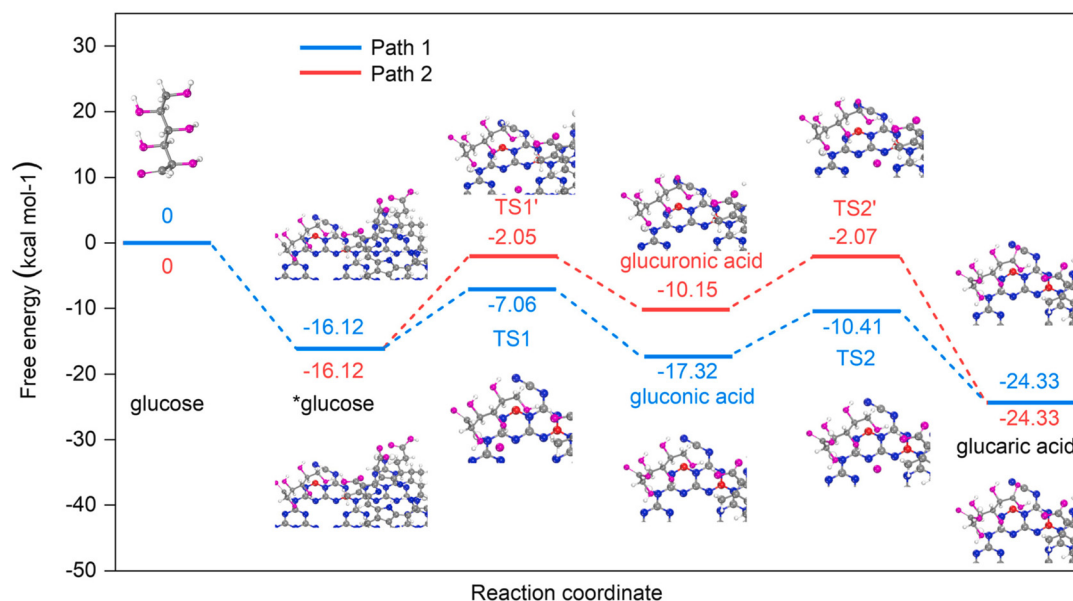 Path 1
Path 2
30
20
10
0
-10
-20
-30
-40
-50
Free energy (kcal mol-1)
0
0
glucose
-16.12
-16.12
*glucose
TS1'
-2.05
-7.06
TS1
glucuronic acid
-10.15
-17.32
gluconic acid
TS2'
-2.07
-10.41
TS2
-24.33
-24.33
glucaric acid
Reaction coordinate